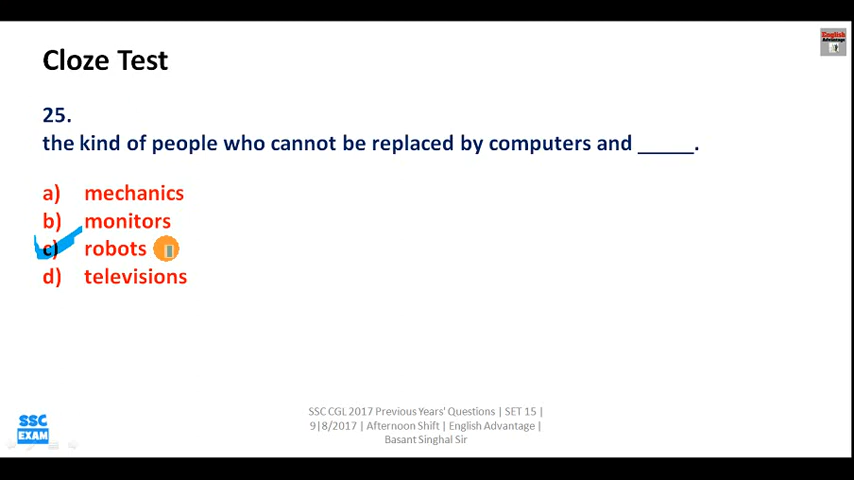 English
Advantage
Cloze Test
25.
the kind of people who cannot be replaced by computers and _____.
a) mechanics
b) monitors
c) robots
d) televisions
SSC CGL 2017 Previous Years' Questions | SET 15 |
9|8/2017 | Afternoon Shift | English Advantage |
Basant Singhal Sir
SSC
EXAM